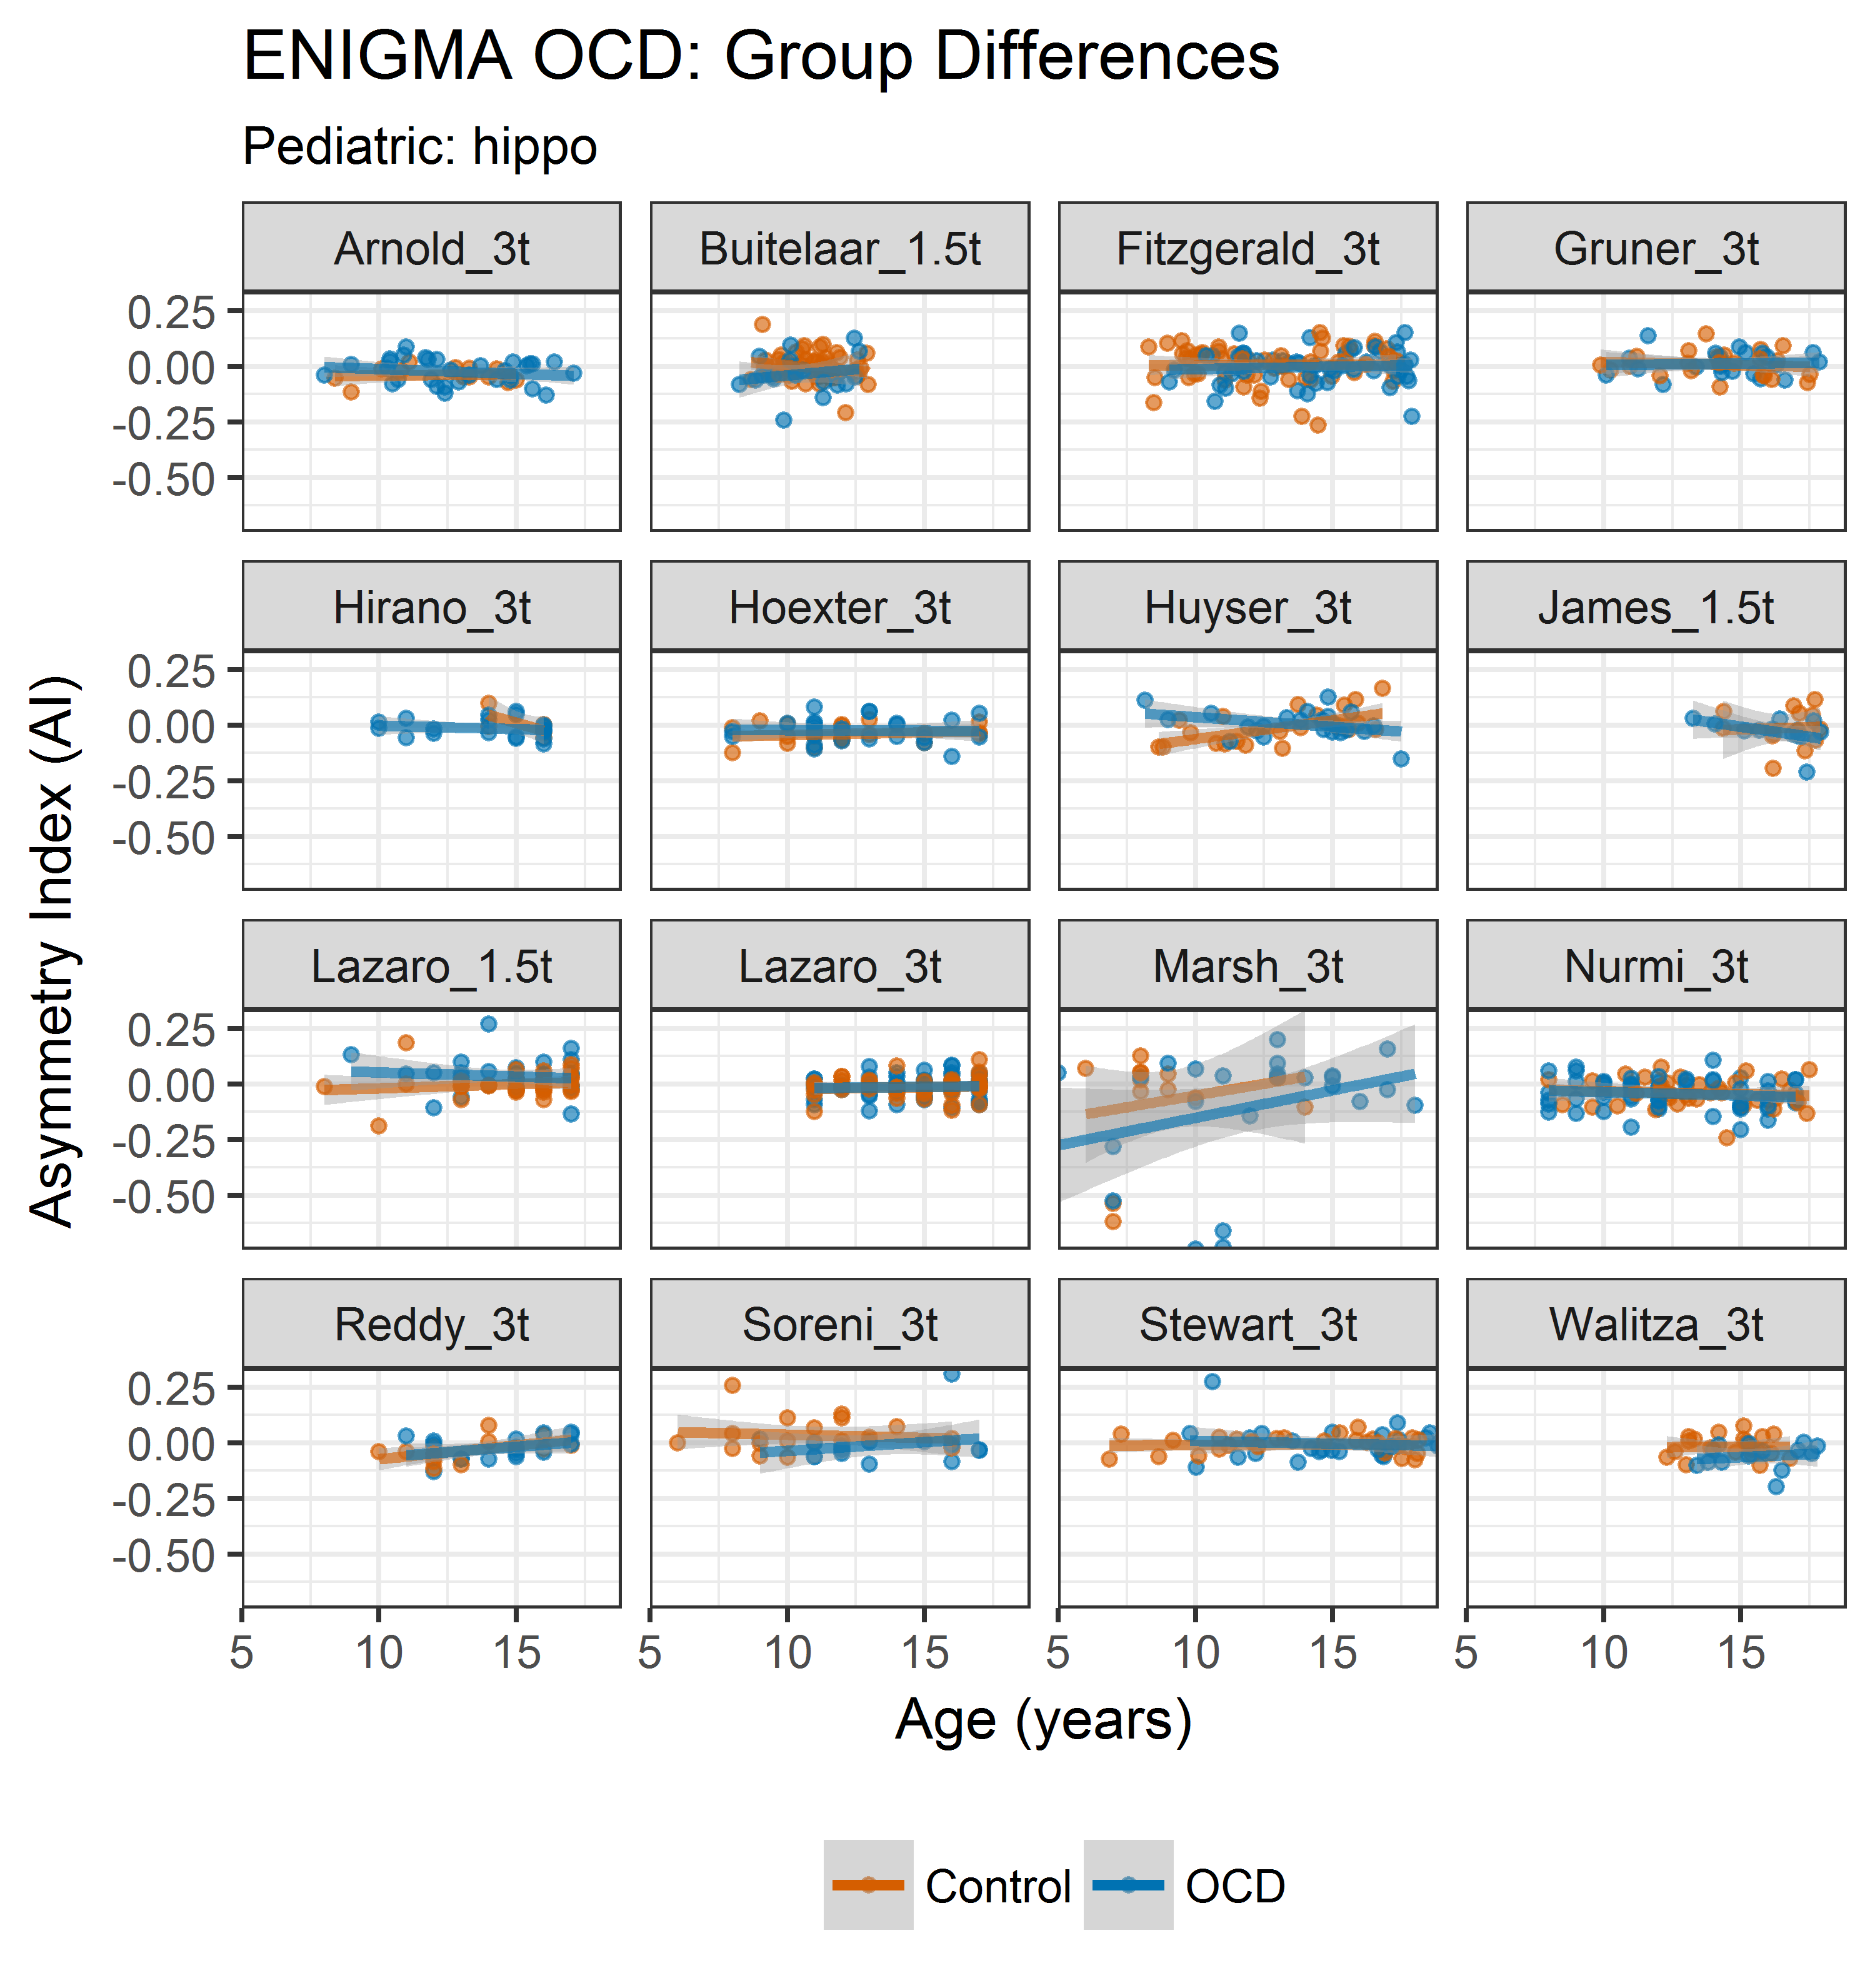 ENIGMA OCD: Group Differences
Pediatric: hippo
Arnold_3t Buitelaar_1.5t Fitzgerald_3t Gruner_3t
0.25
0.00
-0.25
-0.50
Hirano_3t Hoexter_3t Huyser_3t James_1.5t
0.25
0.00
-0.25
-0.50
Asymmetry Index (AI)
Lazaro_1.5t Lazaro_3t Marsh_3t Nurmi_3t
0.25
0.00
-0.25
-0.50
Reddy_3t Soreni_3t Stewart_3t Walitza_3t
0.25
0.00
-0.25
-0.50
5 10 15 5 10 15 5 10 15 5 10 15
Age (years)
Control OCD